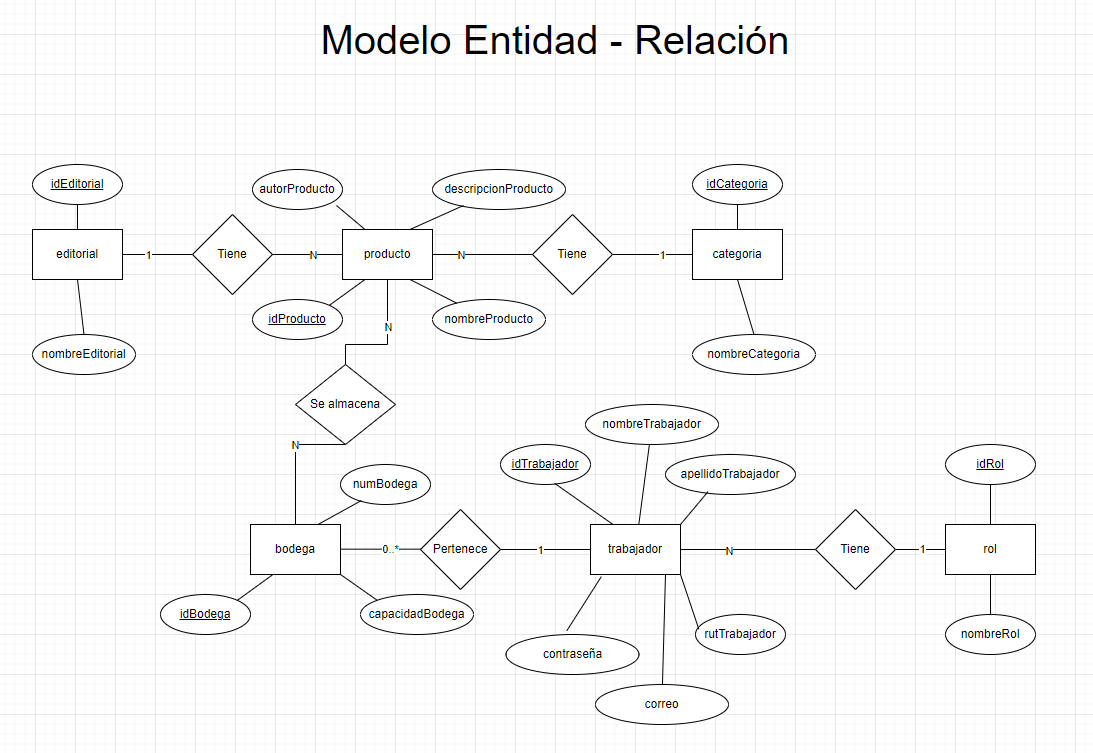 Modelo Entidad - Relación
idEditorial
autorProducto
descripcionProducto
idCategoria
editorial
1
Tiene
N
producto
N
Tiene
1
categoria
idProducto
nombreProducto
N
nombreEditorial
nombreCategoria
Se almacena
nombreTrabajador
N
idTrabajador
apellidoTrabajador
idRol
numBodega
bodega
0..*
Pertenece
1
trabajador
N
Tiene
1
rol
idBodega
capacidadBodega
rutTrabajador
nombreRol
contraseña
correo